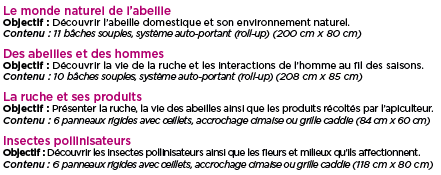 Le monde naturel de l'abeille
Objectif : Découvrir l'abeille domestique et son environnement naturel.
Contenu : 11 bâches souples, système auto-portant (roll-up) (200 cm x 80 cm)
Des abeilles et des hommes
Objectif : Découvrir la vie de la ruche et les interactions de l'homme au fil des saisons.
Contenu : 10 bâches souples, système auto-portant (roll-up) (208 cm x 85 cm)
La ruche et ses produits
Objectif : Présenter la ruche, la vie des abeilles ainsi que les produits récoltés par l'apiculteur.
Contenu : 6 panneaux rigides avec œillets, accrochage cimaise ou grille caddie (84 cm x 60 cm)
Insectes pollinisateurs
Objectif : Découvrir les insectes pollinisateurs ainsi que les fleurs et milieux qu'ils affectionnent.
Contenu : 6 panneaux rigides avec œillets, accrochage cimaise ou grille caddie (118 cm x 80 cm)